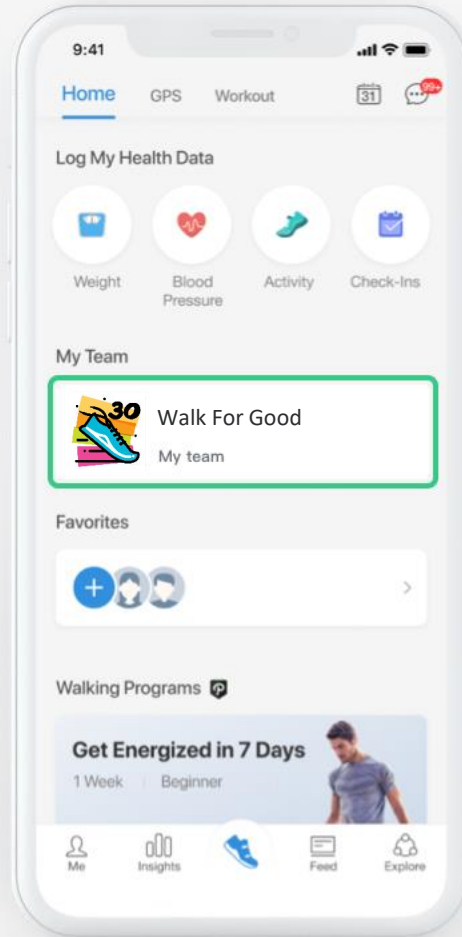 9:41
Home GPS Workout 31 99+
Log My Health Data
Weight Blood Activity Check-Ins
Pressure
My Team
30 Walk For Good
My team
Favorites
Walking Programs
Get Energized in 7 Days
1 Week Beginner
Me Insights Feed Explore